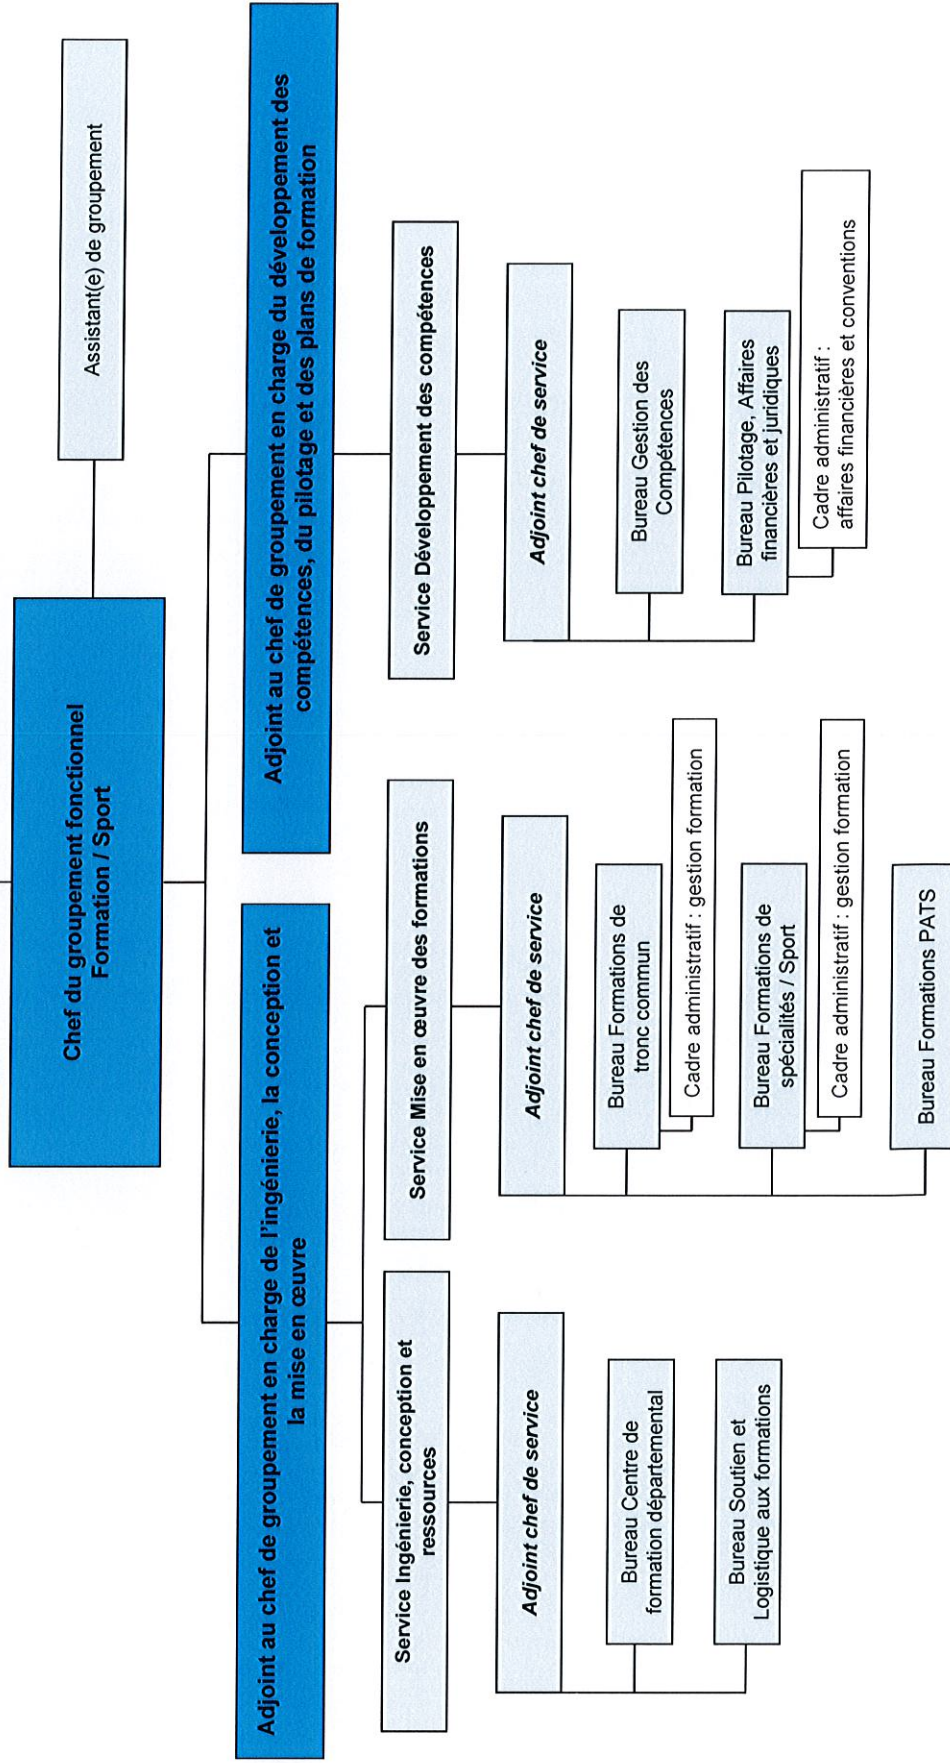 Chef du groupement fonctionnel
Formation / Sport
Assistant(e) de groupement
Adjoint au chef de groupement en charge de l'ingénierie, la conception et
la mise en œuvre
Adjoint au chef de groupement en charge du développement des
compétences, du pilotage et des plans de formation
Service Ingénierie, conception et
ressources
Adjoint chef de service
Bureau Centre de
formation départemental
Bureau Soutien et
Logistique aux formations
Service Mise en œuvre des formations
Adjoint chef de service
Bureau Formations de
tronc commun
Cadre administratif : gestion formation
Bureau Formations de
spécialités / Sport
Cadre administratif : gestion formation
Bureau Formations PATS
Service Développement des compétences
Adjoint chef de service
Bureau Gestion des
Compétences
Bureau Pilotage, Affaires
financières et juridiques
Cadre administratif :
affaires financières et conventions